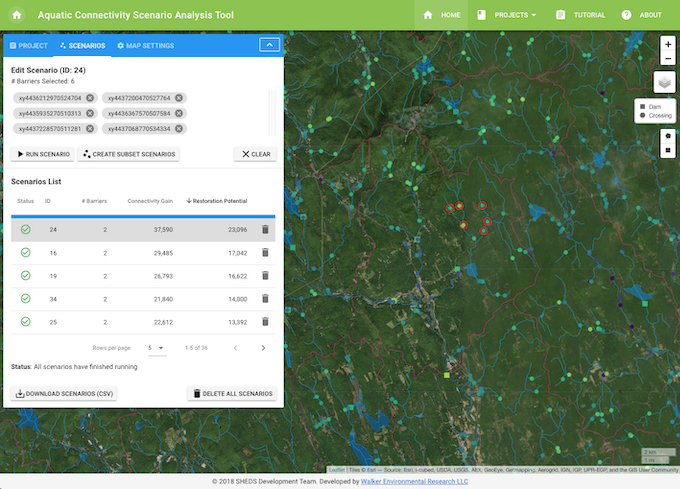 Aquatic Connectivity Scenario Analysis Tool
HOME
PROJECTS
TUTORIAL
ABOUT
PROJECT
SCENARIOS
MAP SETTINGS
Edit Scenario (ID: 24)
# Barriers Selected: 6
xy4436212970524704
xy4437200470527764
xy4435935270510313
xy4436367570507584
xy4437228570511281
xy4437068770534334
RUN SCENARIO
CREATE SUBSET SCENARIOS
CLEAR
Scenarios List
Status ID # Barriers Connectivity Gain Restoration Potential
24 2 37,590 23,096
16 2 29,485 17,042
19 2 26,793 16,622
34 2 21,840 14,000
25 2 22,612 13,392
Rows per page: 5 1-5 of 36
Status: All scenarios have finished running
DOWNLOAD SCENARIOS (CSV)
DELETE ALL SCENARIOS
+
−
Dam
Crossing
2 km
1 mi
Leaflet | Tiles © Esri — Source: Esri, i-cubed, USDA, USGS, AEX, GeoEye, Getmapping, Aerogrid, IGN, IGP, UPR-EGP, and the GIS User Community
© 2018 SHEDS Development Team. Developed by Walker Environmental Research LLC